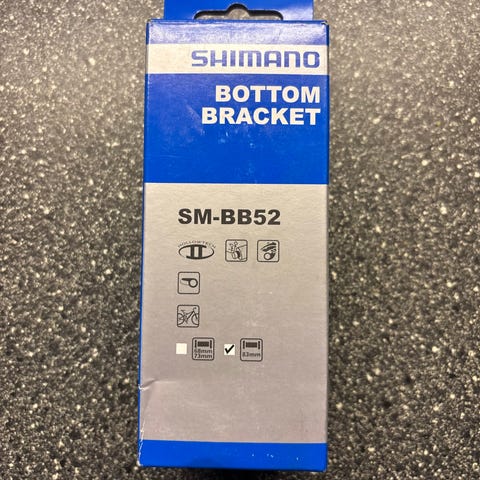 SHIMANO
BOTTOM
BRACKET
SM-BB52
HOLLOWTECH
II
68mm
73mm
83mm